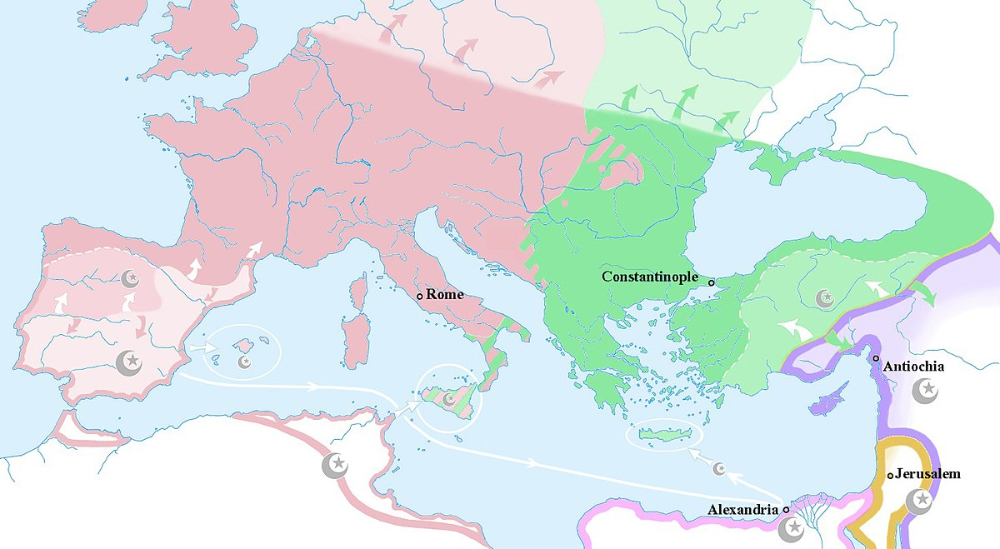 Constantinople
Rome
Antiochia
Jerusalem
Alexandria